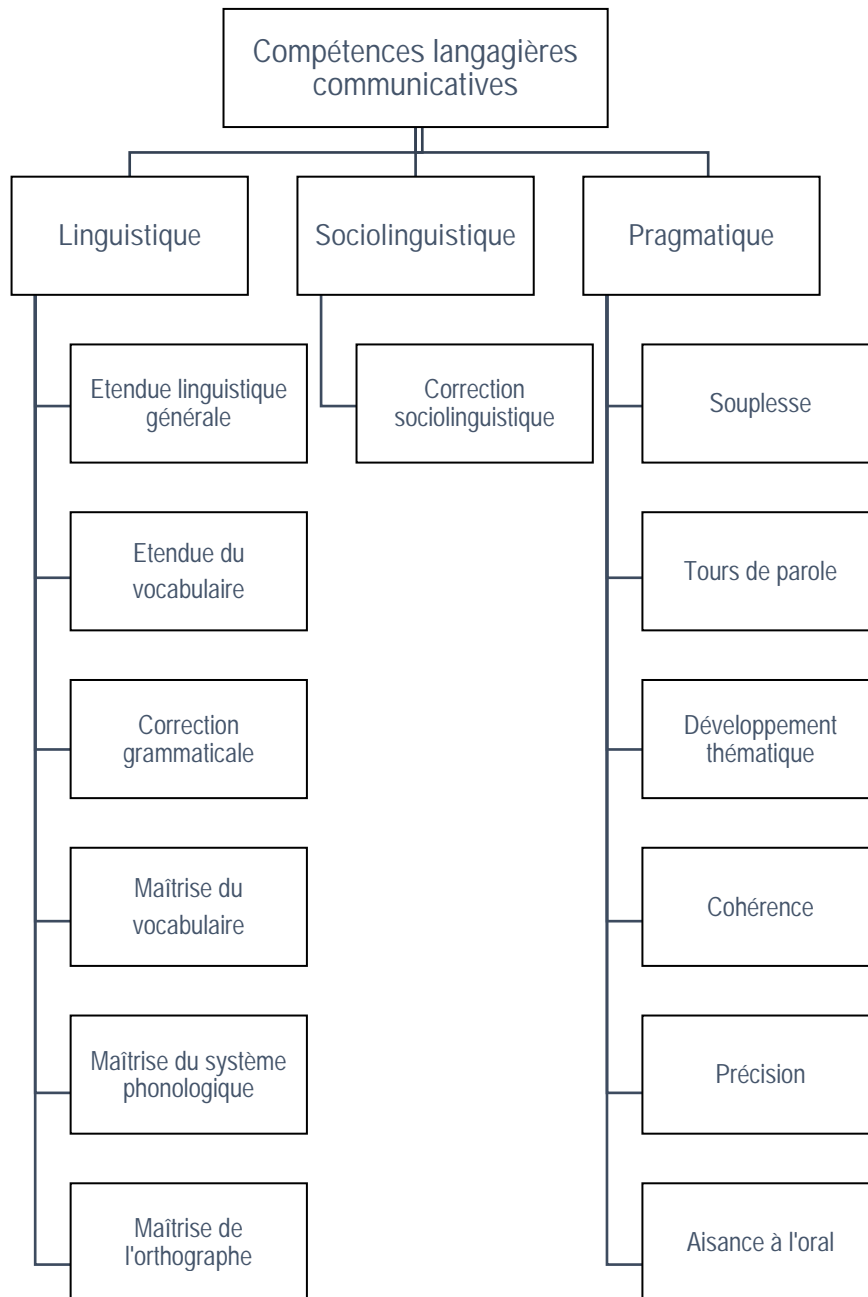 Compétences langagières
communicatives
Linguistique
Sociolinguistique
Pragmatique
Etendue linguistique
générale
Correction
sociolinguistique
Souplesse
Etendue du
vocabulaire
Tours de parole
Correction
grammaticale
Développement
thématique
Maîtrise du
vocabulaire
Cohérence
Maîtrise du système
phonologique
Précision
Maîtrise de
l'orthographe
Aisance à l'oral